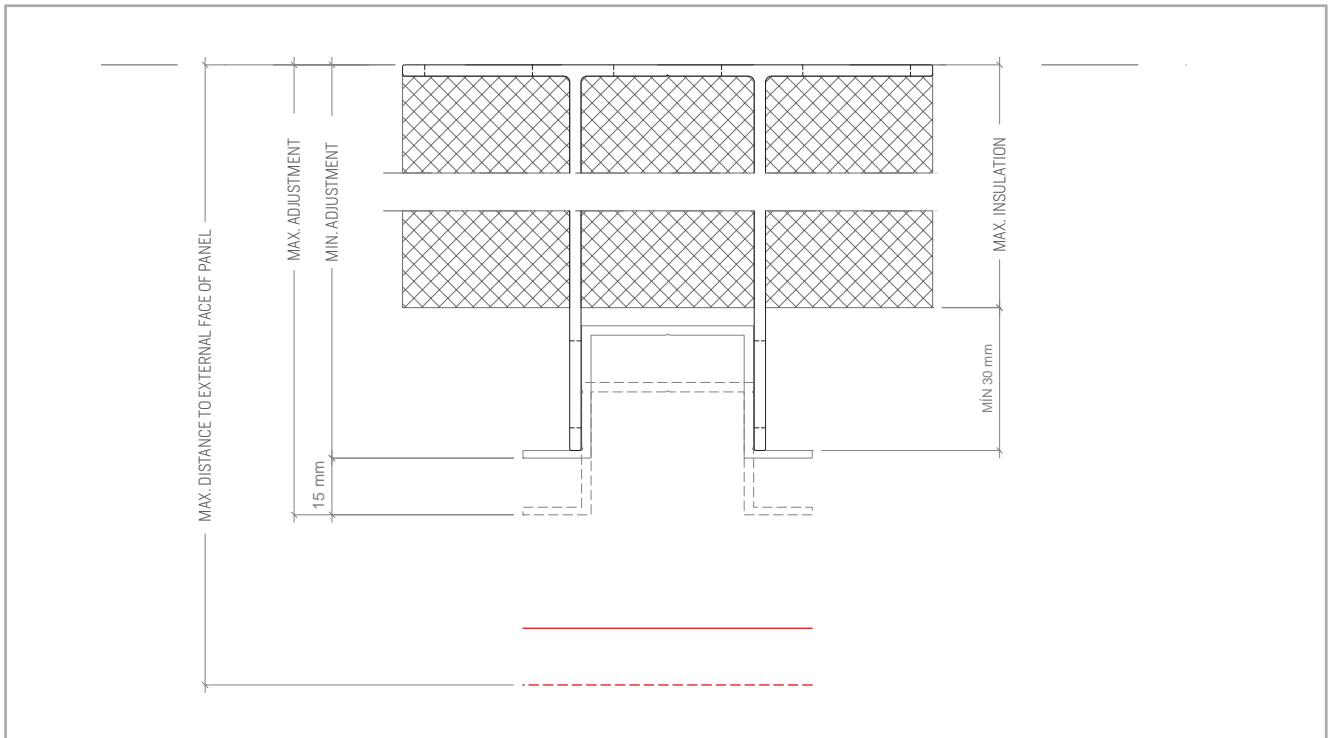 MAX. DISTANCE TO EXTERNAL FACE OF PANEL
MAX. ADJUSTMENT
MIN. ADJUSTMENT
15 mm
MAX. INSULATION
MÍN 30 mm